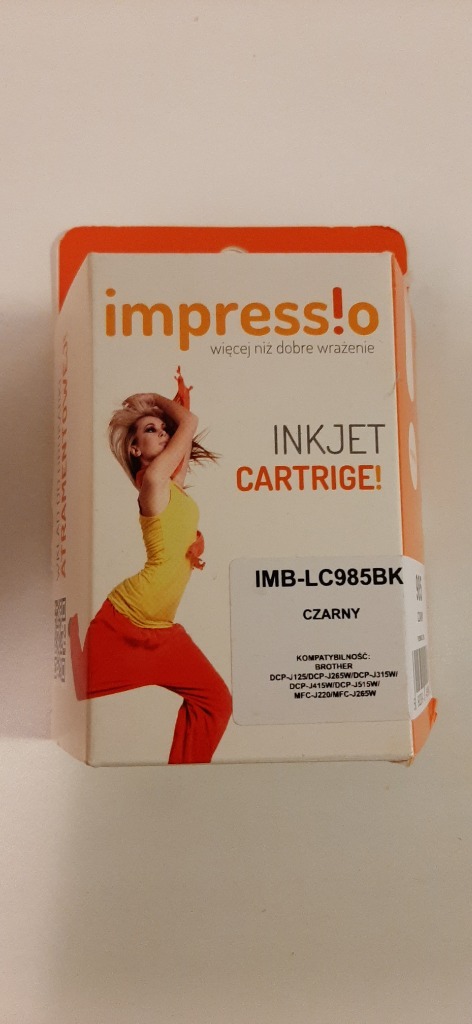 impress!o
więcej niż dobre wrażenie
INKJET
CARTRIGE!
IMB-LC985BK
CZARNY
KOMPATYBILNOŚĆ:
BROTHER
DCP-J125/DCP-J265W/DCP-J315W/
DCP-J415W/DCP-J515W/
MFC-J220/MFC-J265W
ATRAMENTOWEJ